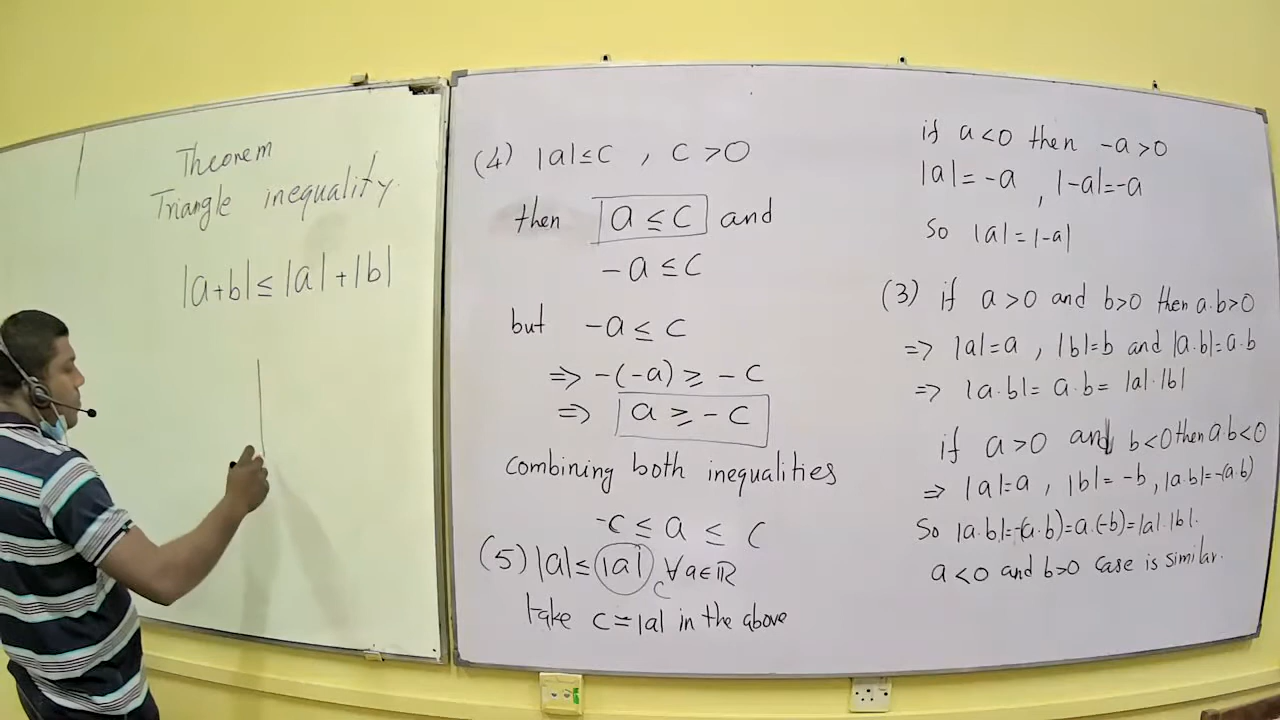 Theorem
Triangle inequality.
|a+b| ≤ |a| + |b|
(4) |a| ≤ c , c > 0
then a ≤ c and
-a ≤ c
but -a ≤ c
=> -(-a) ≥ -c
=> a ≥ -c
combining both inequalities
-c ≤ a ≤ c
(5) |a| ≤ |a| ∀a∈ℝ
c
take c = |a| in the above
if a < 0 then -a > 0
|a| = -a , |-a| = -a
So |a| = |-a|
(3) if a > 0 and b > 0 then a·b > 0
=> |a| = a , |b| = b and |a·b| = a·b
=> |a·b| = a·b = |a|·|b|
if a > 0 and b < 0 then a·b < 0
=> |a| = a , |b| = -b , |a·b| = -(a·b)
So |a·b| = -(a·b) = a·(-b) = |a|·|b|.
a < 0 and b > 0 case is similar.